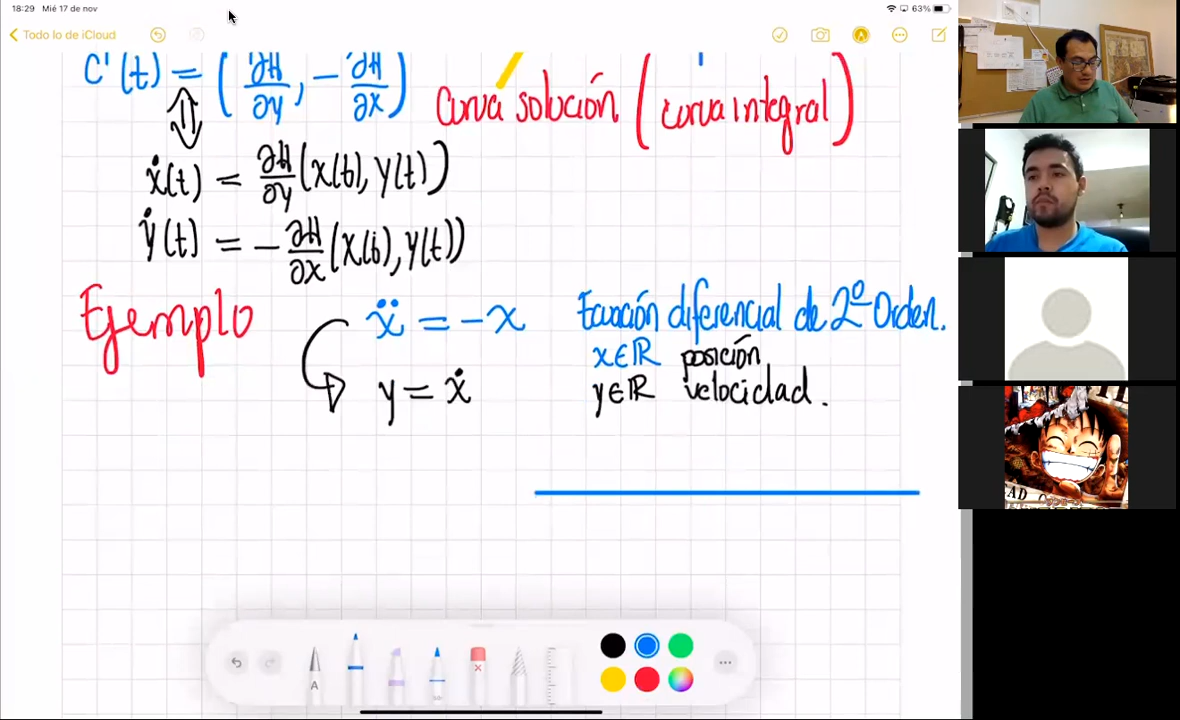 18:29 Mié 17 de nov
63%
Todo lo de iCloud
C'(t) = (∂H/∂y, -∂H/∂x)
Curva solución (curva integral)
ẋ(t) = ∂H/∂y (x(t), y(t))
ẏ(t) = -∂H/∂x (x(t), y(t))
Ejemplo
ẍ = -x
Ecuación diferencial de 2º Orden.
x∈ℝ posición
y = ẋ
y∈ℝ velocidad.
A
AD